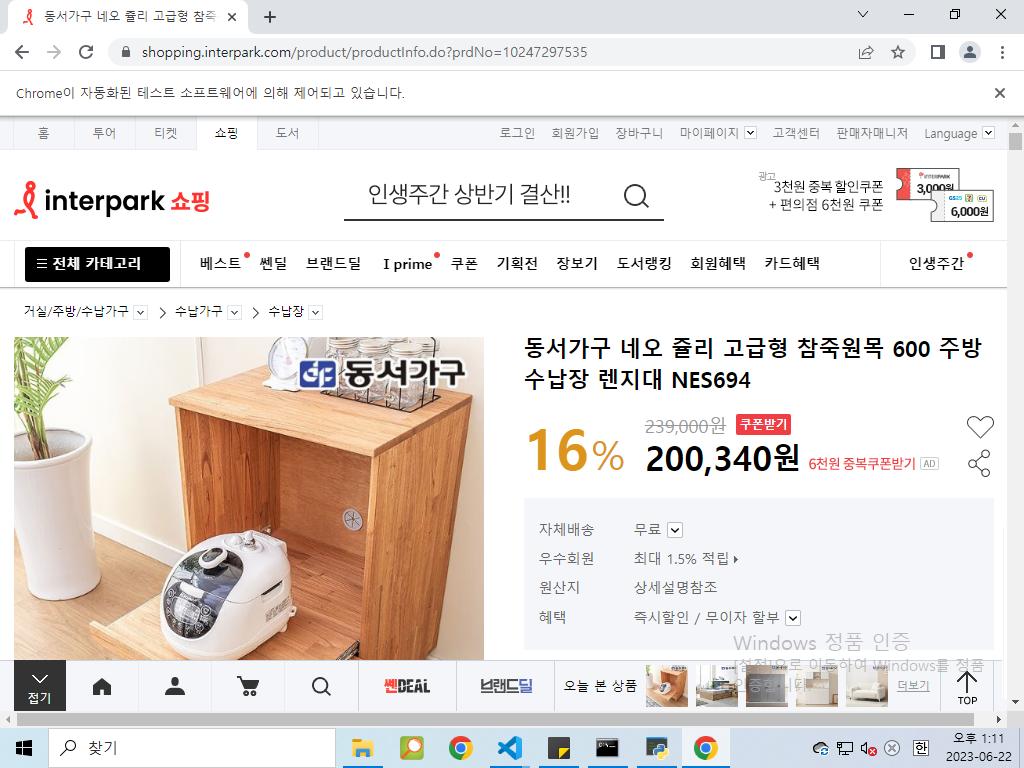 동서가구 네오 쥴리 고급형 참죽
shopping.interpark.com/product/productInfo.do?prdNo=10247297535
Chrome이 자동화된 테스트 소프트웨어에 의해 제어되고 있습니다.
홈 투어 티켓 쇼핑 도서 로그인 회원가입 장바구니 마이페이지 고객센터 판매자매니저 Language
interpark 쇼핑
인생주간 상반기 결산!!
광고
3천원 중복 할인쿠폰
+ 편의점 6천원 쿠폰
INTERPARK
3,000원
GS25 CU
6,000원
전체 카테고리 베스트 쎈딜 브랜드딜 I prime 쿠폰 기획전 장보기 도서랭킹 회원혜택 카드혜택 인생주간
거실/주방/수납가구 수납가구 수납장
동서가구
동서가구 네오 쥴리 고급형 참죽원목 600 주방
수납장 렌지대 NES694
16% 239,000원 쿠폰받기
200,340원 6천원 중복쿠폰받기 AD
자체배송 무료
우수회원 최대 1.5% 적립
원산지 상세설명참조
혜택 즉시할인 / 무이자 할부
Windows 정품 인증
[설정]으로 이동하여 Windows를 정품
인증합니다.
접기
쎈DEAL
브랜드딜
오늘 본 상품
더보기
TOP
찾기
한
오후 1:11
2023-06-22